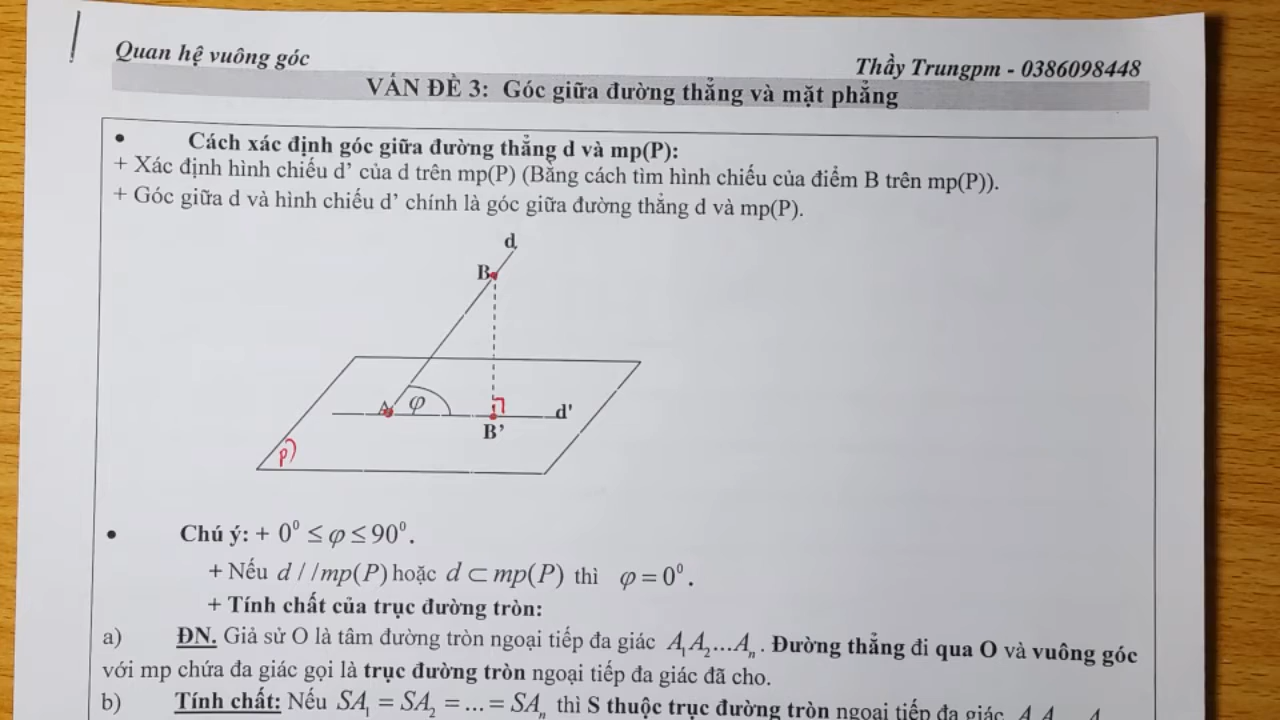 Quan hệ vuông góc
Thầy Trungpm - 0386098448
VẤN ĐỀ 3: Góc giữa đường thẳng và mặt phẳng
• Cách xác định góc giữa đường thẳng d và mp(P):
+ Xác định hình chiếu d' của d trên mp(P) (Bằng cách tìm hình chiếu của điểm B trên mp(P)).
+ Góc giữa d và hình chiếu d' chính là góc giữa đường thẳng d và mp(P).
d
B
A φ d'
B'
P)
• Chú ý: + 0⁰ ≤ φ ≤ 90⁰.
+ Nếu d//mp(P) hoặc d ⊂ mp(P) thì φ = 0⁰.
+ Tính chất của trục đường tròn:
a) ĐN. Giả sử O là tâm đường tròn ngoại tiếp đa giác A₁A₂...Aₙ. Đường thẳng đi qua O và vuông góc
với mp chứa đa giác gọi là trục đường tròn ngoại tiếp đa giác đã cho.
b) Tính chất: Nếu SA₁ = SA₂ = ... = SAₙ thì S thuộc trục đường tròn ngoại tiếp đa giác